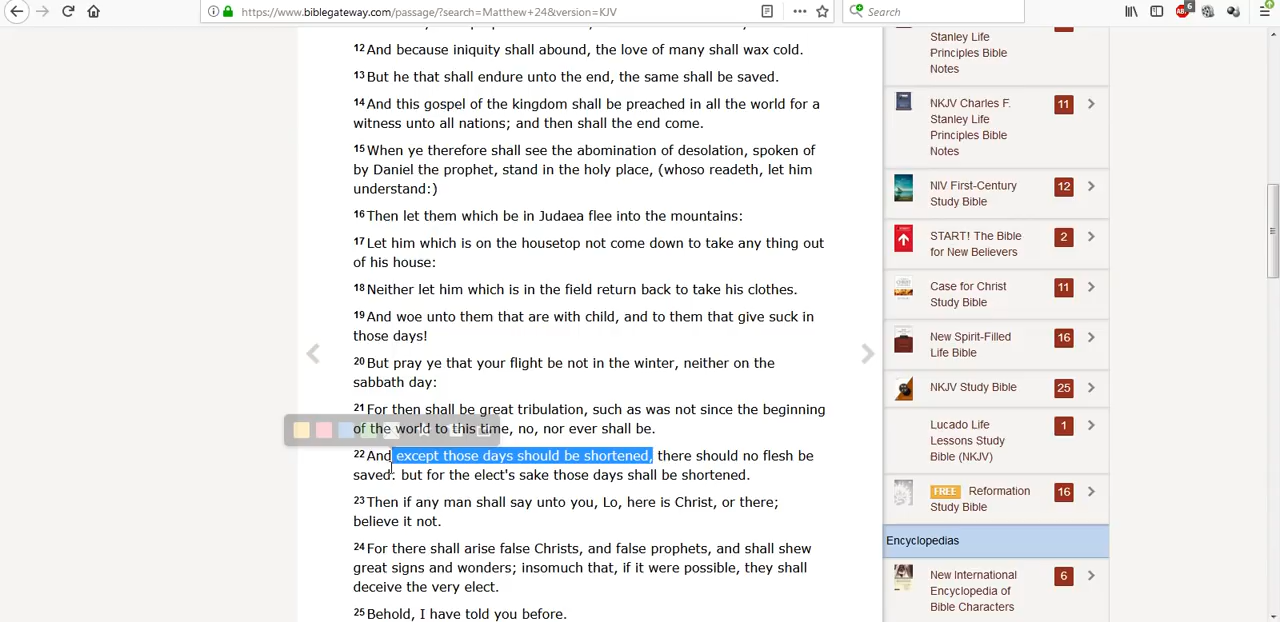 https://www.biblegateway.com/passage/?search=Matthew+24&version=KJV
Search
6
12 And because iniquity shall abound, the love of many shall wax cold.
13 But he that shall endure unto the end, the same shall be saved.
14 And this gospel of the kingdom shall be preached in all the world for a
witness unto all nations; and then shall the end come.
15 When ye therefore shall see the abomination of desolation, spoken of
by Daniel the prophet, stand in the holy place, (whoso readeth, let him
understand:)
16 Then let them which be in Judaea flee into the mountains:
17 Let him which is on the housetop not come down to take any thing out
of his house:
18 Neither let him which is in the field return back to take his clothes.
19 And woe unto them that are with child, and to them that give suck in
those days!
20 But pray ye that your flight be not in the winter, neither on the
sabbath day:
21 For then shall be great tribulation, such as was not since the beginning
of the world to this time, no, nor ever shall be.
22 And except those days should be shortened, there should no flesh be
saved: but for the elect's sake those days shall be shortened.
23 Then if any man shall say unto you, Lo, here is Christ, or there;
believe it not.
24 For there shall arise false Christs, and false prophets, and shall shew
great signs and wonders; insomuch that, if it were possible, they shall
deceive the very elect.
25 Behold, I have told you before.
Stanley Life
Principles Bible
Notes
NKJV Charles F. 11
Stanley Life
Principles Bible
Notes
NIV First-Century 12
Study Bible
START! The Bible 2
for New Believers
Case for Christ 11
Study Bible
New Spirit-Filled 16
Life Bible
NKJV Study Bible 25
Lucado Life 1
Lessons Study
Bible (NKJV)
FREE Reformation 16
Study Bible
Encyclopedias
New International 6
Encyclopedia of
Bible Characters